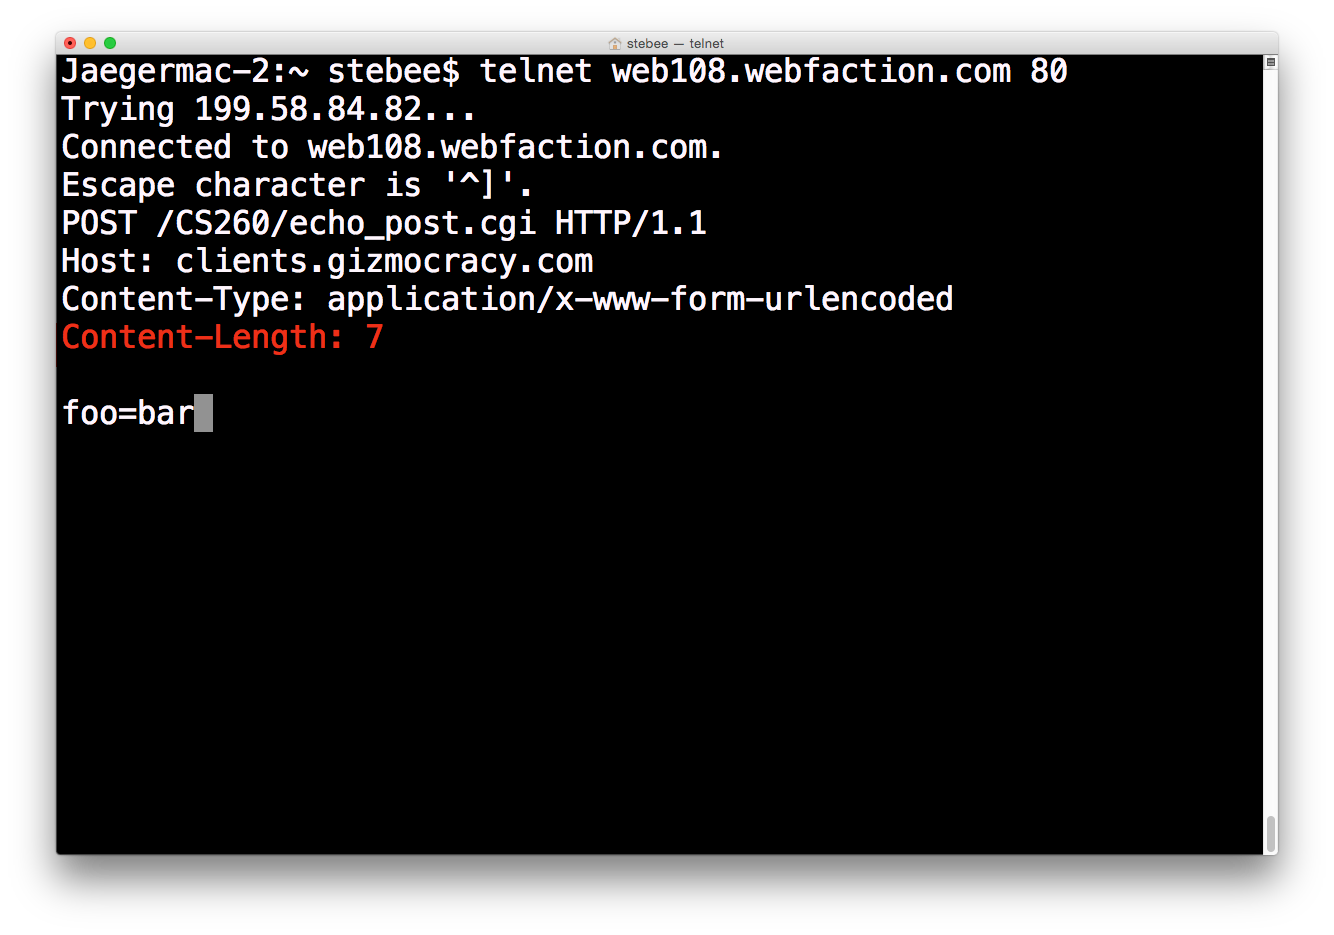 stebee — telnet
Jaegermac-2:~ stebee$ telnet web108.webfaction.com 80
Trying 199.58.84.82...
Connected to web108.webfaction.com.
Escape character is '^]'.
POST /CS260/echo_post.cgi HTTP/1.1
Host: clients.gizmocracy.com
Content-Type: application/x-www-form-urlencoded
Content-Length: 7
foo=bar